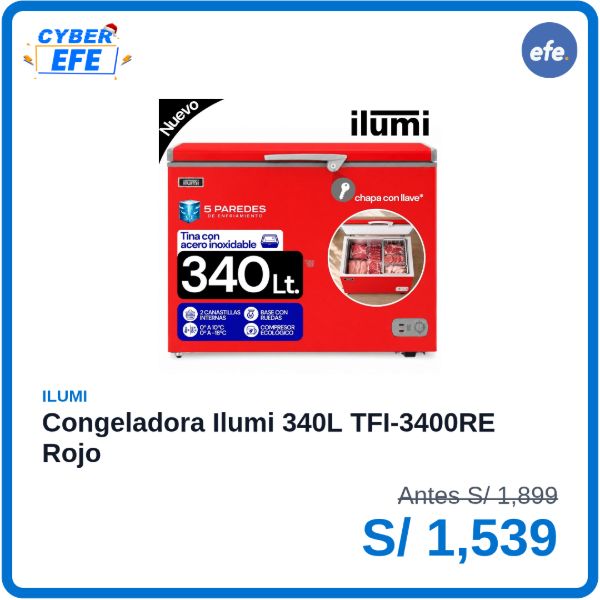 CYBER
EFE
efe.
Nuevo
ilumi
ilumi
5 PAREDES
DE ENFRIAMIENTO
chapa con llave*
Tina con
acero inoxidable
340Lt.
2 CANASTILLAS
INTERNAS
BASE CON
RUEDAS
0° A 10°C
0° A -18°C
COMPRESOR
ECOLÓGICO
ILUMI
Congeladora Ilumi 340L TFI-3400RE
Rojo
Antes S/ 1,899
S/ 1,539